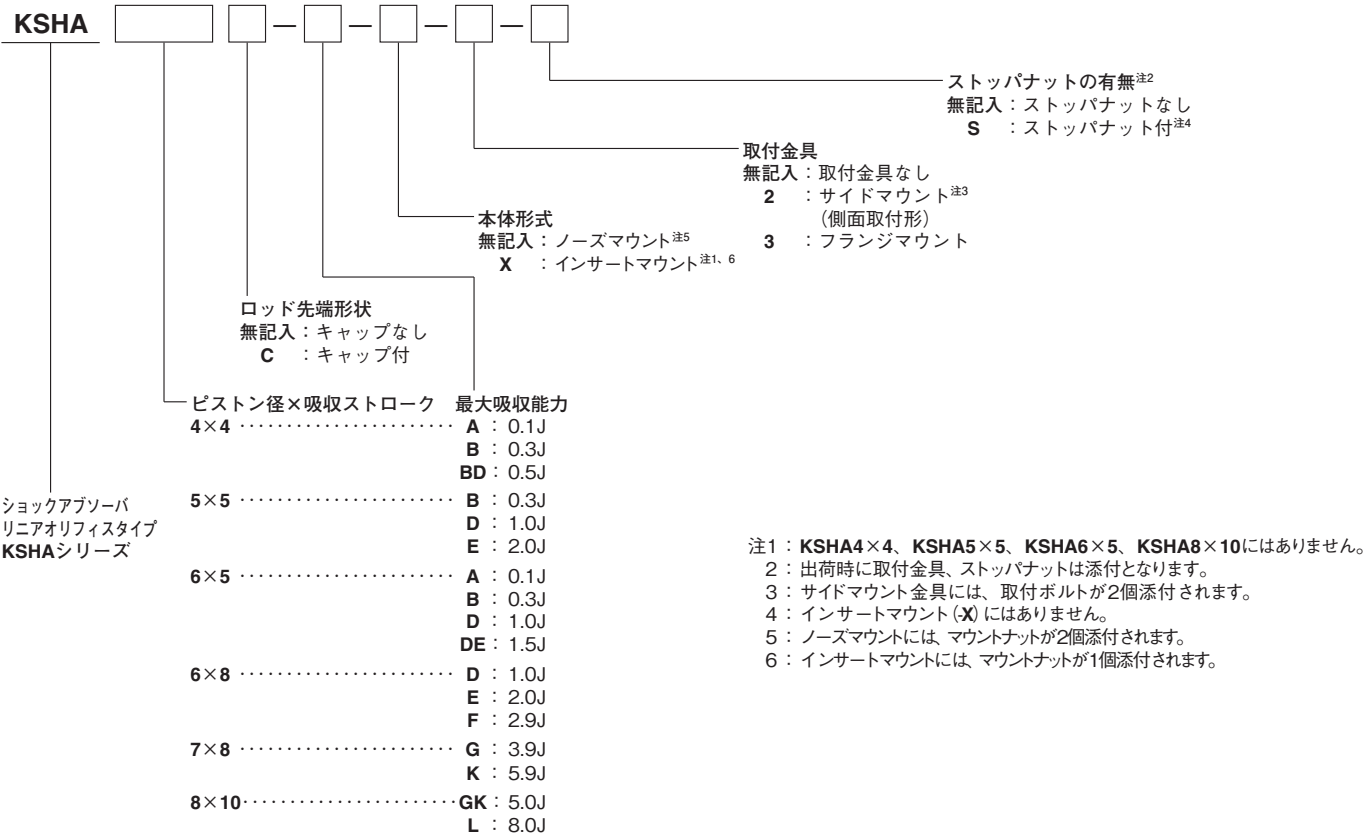 KSHA □ □ － □ － □ － □ － □
ストッパナットの有無注2
無記入：ストッパナットなし
S ：ストッパナット付注4
取付金具
無記入：取付金具なし
2 ：サイドマウント注3
（側面取付形）
3 ：フランジマウント
本体形式
無記入：ノーズマウント注5
X ：インサートマウント注1、6
ロッド先端形状
無記入：キャップなし
C ：キャップ付
ピストン径×吸収ストローク 最大吸収能力
4×4 ······················ A ： 0.1J
B ： 0.3J
BD ： 0.5J
5×5 ······················ B ： 0.3J
D ： 1.0J
E ： 2.0J
6×5 ······················ A ： 0.1J
B ： 0.3J
D ： 1.0J
DE ： 1.5J
6×8 ······················ D ： 1.0J
E ： 2.0J
F ： 2.9J
7×8 ······················ G ： 3.9J
K ： 5.9J
8×10······················GK ： 5.0J
L ： 8.0J
ショックアブソーバ
リニアオリフィスタイプ
KSHAシリーズ
注1：KSHA4×4、KSHA5×5、KSHA6×5、KSHA8×10にはありません。
2：出荷時に取付金具、ストッパナットは添付となります。
3：サイドマウント金具には、取付ボルトが2個添付されます。
4：インサートマウント(-X)にはありません。
5：ノーズマウントには、マウントナットが2個添付されます。
6：インサートマウントには、マウントナットが1個添付されます。